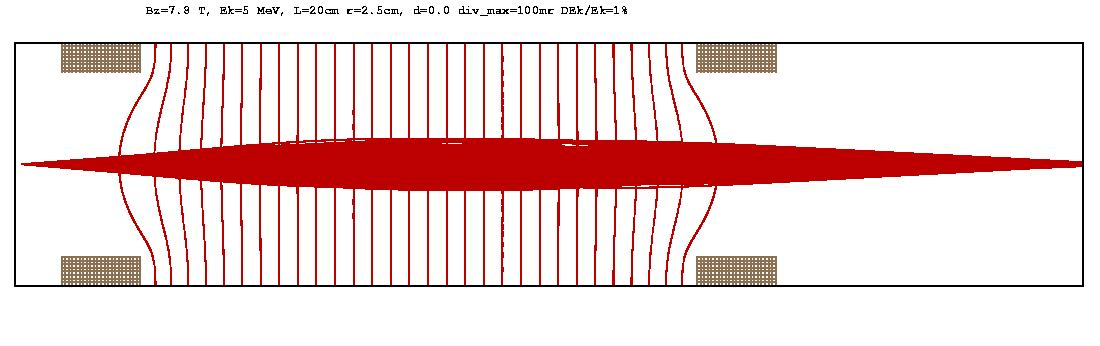 Bz=7.9 T, Ek=5 MeV, L=20cm r=2.5cm, d=0.0 div_max=100mr DEk/Ek=1%